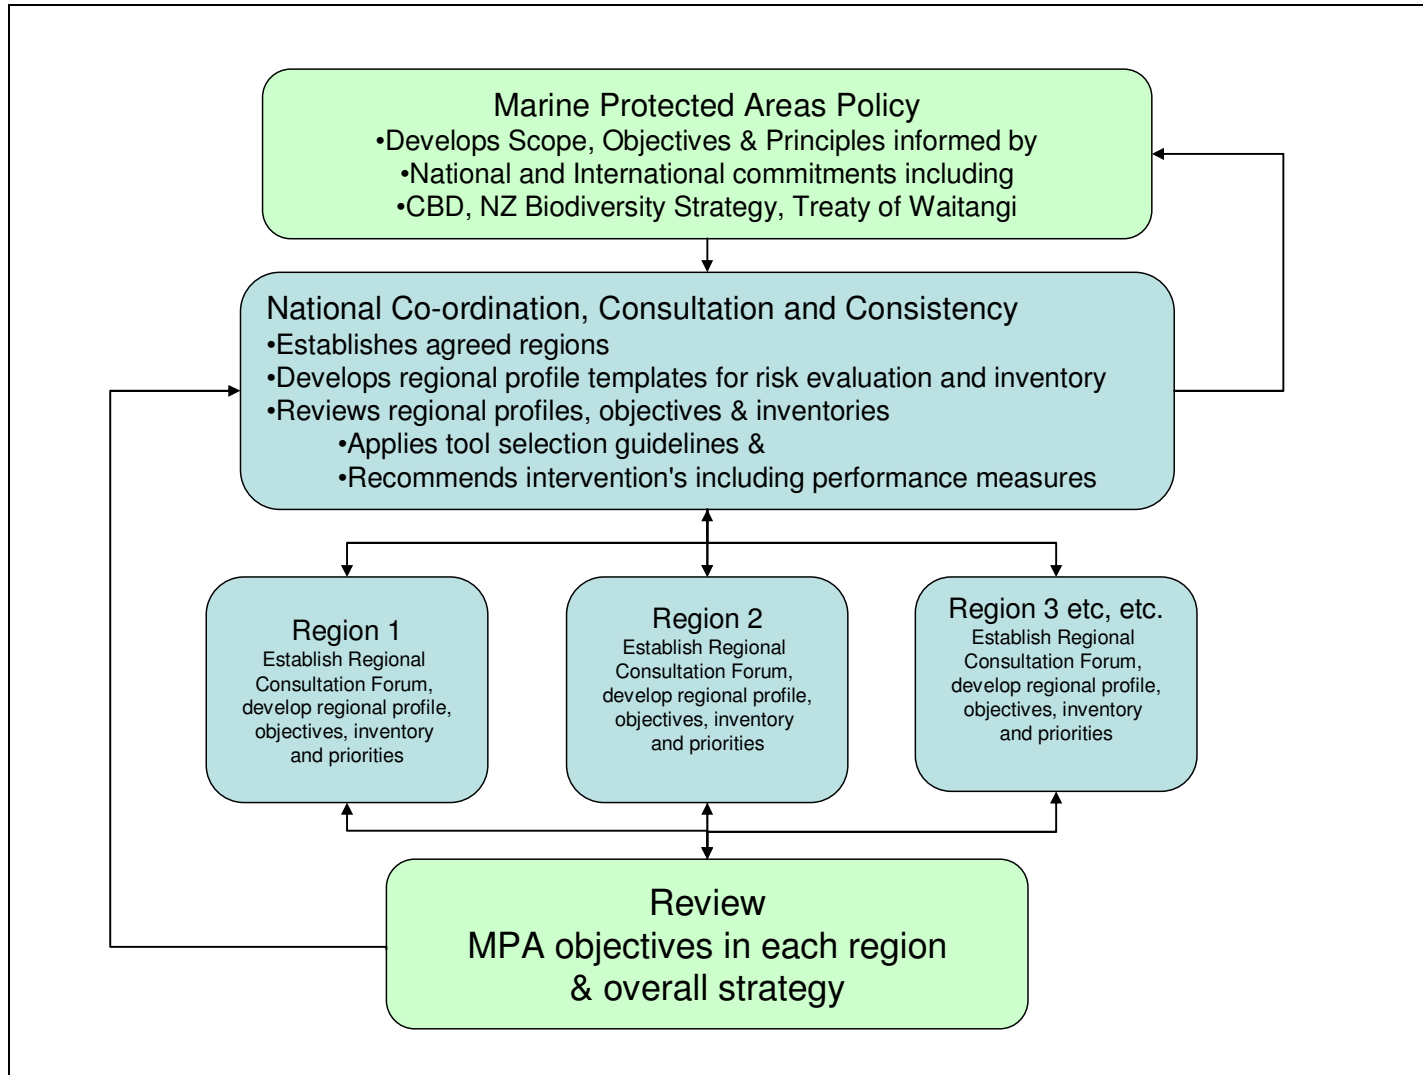 Marine Protected Areas Policy
•Develops Scope, Objectives & Principles informed by
•National and International commitments including
•CBD, NZ Biodiversity Strategy, Treaty of Waitangi
National Co-ordination, Consultation and Consistency
•Establishes agreed regions
•Develops regional profile templates for risk evaluation and inventory
•Reviews regional profiles, objectives & inventories
•Applies tool selection guidelines &
•Recommends intervention's including performance measures
Region 1
Establish Regional
Consultation Forum,
develop regional profile,
objectives, inventory
and priorities
Region 2
Establish Regional
Consultation Forum,
develop regional profile,
objectives, inventory
and priorities
Region 3 etc, etc.
Establish Regional
Consultation Forum,
develop regional profile,
objectives, inventory
and priorities
Review
MPA objectives in each region
& overall strategy